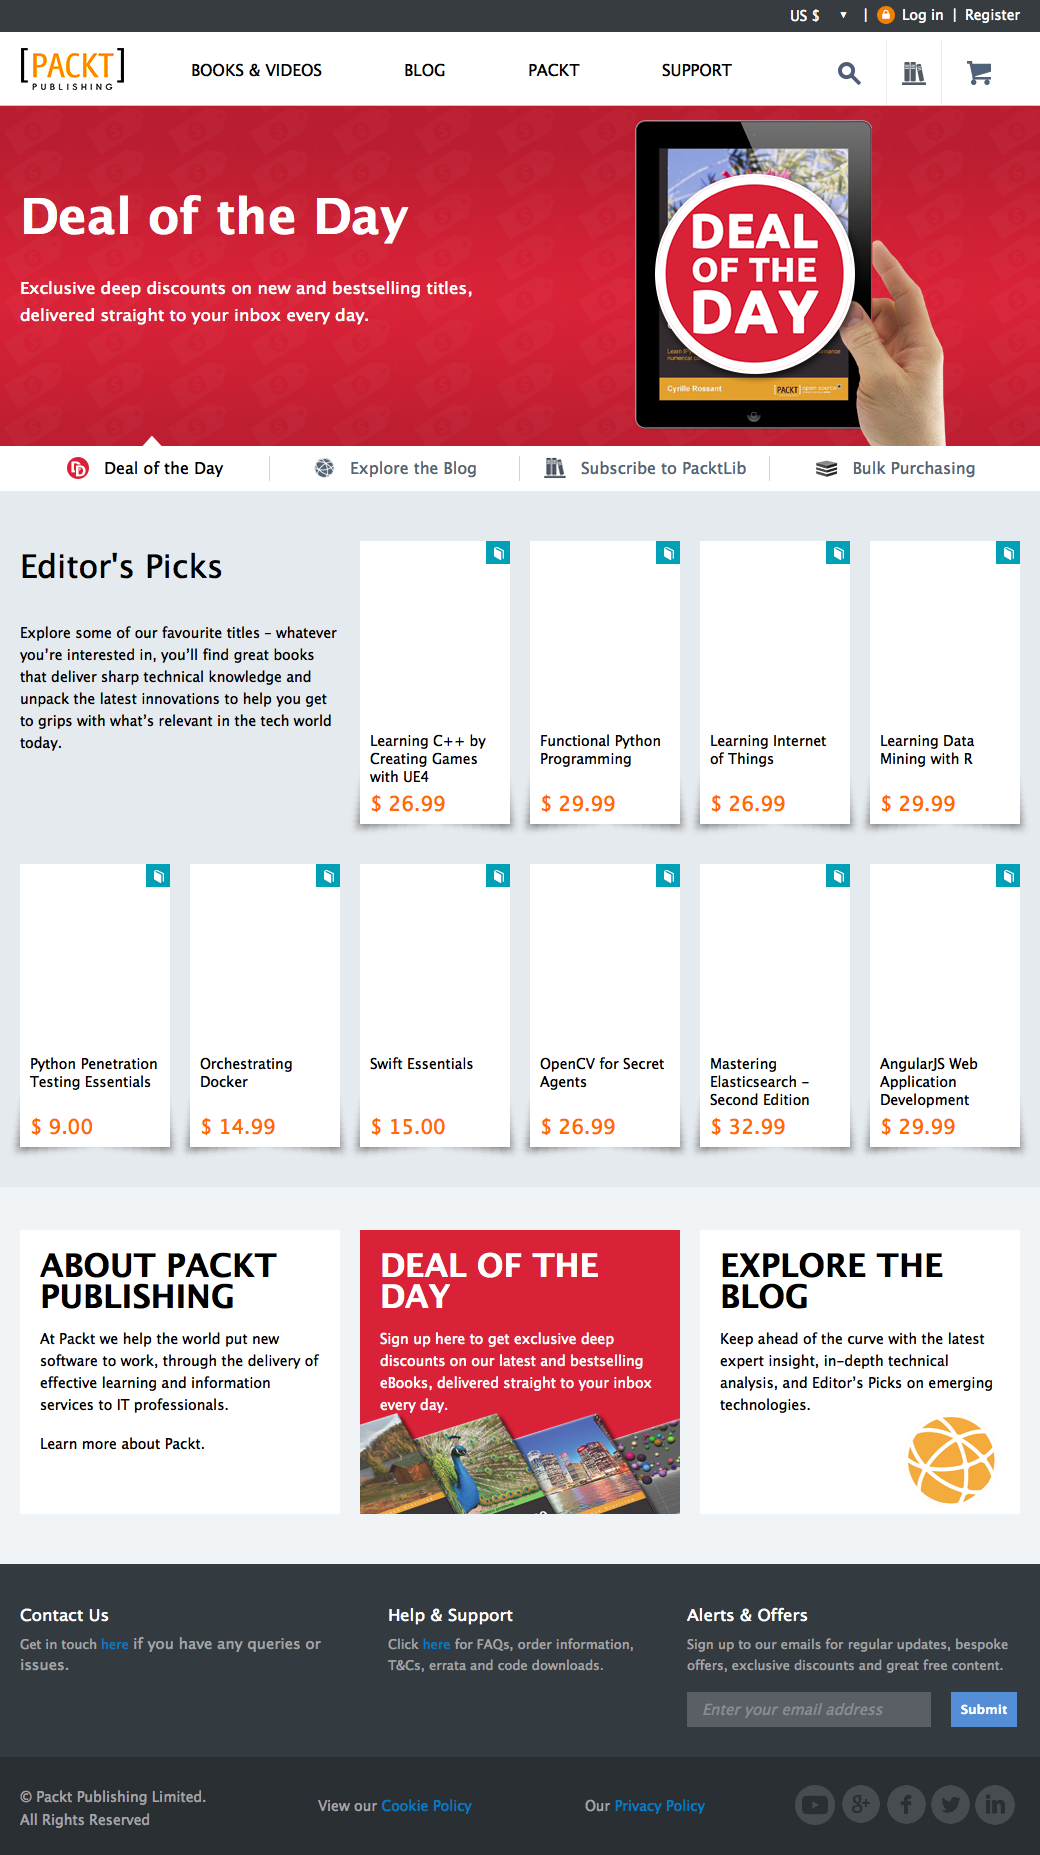 US $ ▼ | Log in | Register
[PACKT]
PUBLISHING
BOOKS & VIDEOS
BLOG
PACKT
SUPPORT
Deal of the Day
Exclusive deep discounts on new and bestselling titles,
delivered straight to your inbox every day.
DEAL
OF THE
DAY
Cyrille Rossant
[PACKT] open source
Deal of the Day
Explore the Blog
Subscribe to PacktLib
Bulk Purchasing
Editor's Picks
Explore some of our favourite titles – whatever
you’re interested in, you’ll find great books
that deliver sharp technical knowledge and
unpack the latest innovations to help you get
to grips with what’s relevant in the tech world
today.
Learning C++ by
Creating Games
with UE4
$ 26.99
Functional Python
Programming
$ 29.99
Learning Internet
of Things
$ 26.99
Learning Data
Mining with R
$ 29.99
Python Penetration
Testing Essentials
$ 9.00
Orchestrating
Docker
$ 14.99
Swift Essentials
$ 15.00
OpenCV for Secret
Agents
$ 26.99
Mastering
Elasticsearch –
Second Edition
$ 32.99
AngularJS Web
Application
Development
$ 29.99
ABOUT PACKT
PUBLISHING
At Packt we help the world put new
software to work, through the delivery of
effective learning and information
services to IT professionals.
Learn more about Packt.
DEAL OF THE
DAY
Sign up here to get exclusive deep
discounts on our latest and bestselling
eBooks, delivered straight to your inbox
every day.
EXPLORE THE
BLOG
Keep ahead of the curve with the latest
expert insight, in-depth technical
analysis, and Editor's Picks on emerging
technologies.
Contact Us
Get in touch here if you have any queries or
issues.
Help & Support
Click here for FAQs, order information,
T&Cs, errata and code downloads.
Alerts & Offers
Sign up to our emails for regular updates, bespoke
offers, exclusive discounts and great free content.
Enter your email address
Submit
© Packt Publishing Limited.
All Rights Reserved
View our Cookie Policy
Our Privacy Policy